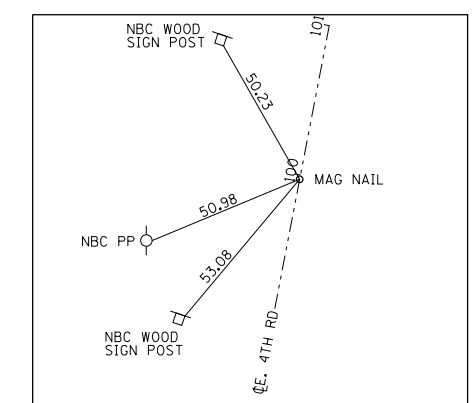 NBC WOOD
SIGN POST
101
50.23
100
MAG NAIL
50.98
NBC PP
53.08
NBC WOOD
SIGN POST
℄ E. 4TH RD